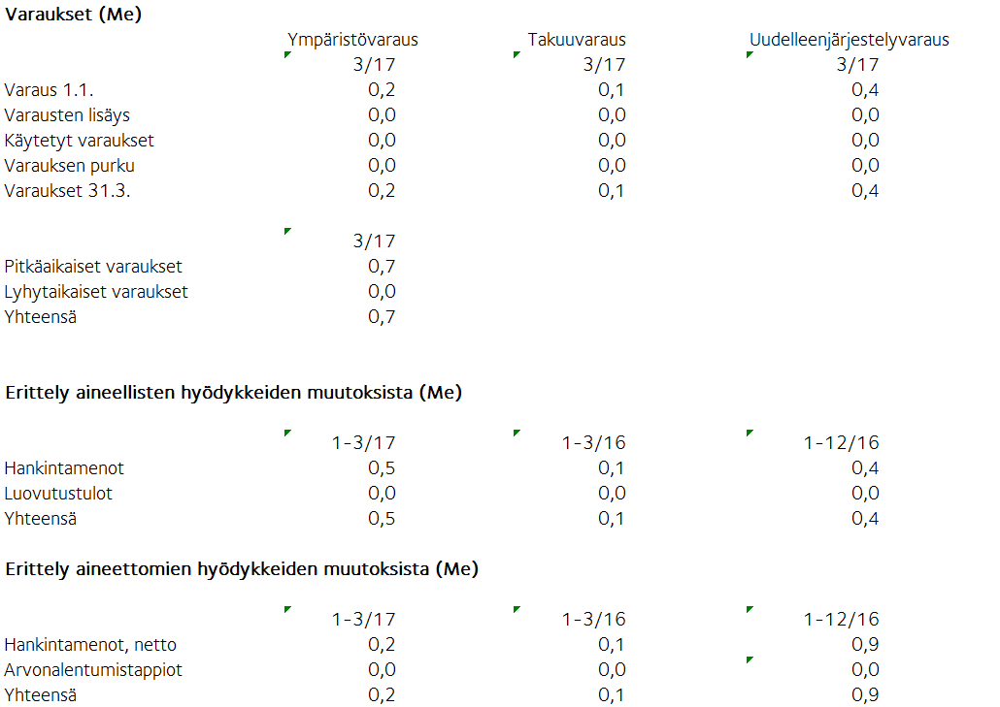 Varaukset (Me)
Ympäristövaraus Takuuvaraus Uudelleenjärjestelyvaraus
3/17 3/17 3/17
Varaus 1.1. 0,2 0,1 0,4
Varausten lisäys 0,0 0,0 0,0
Käytetyt varaukset 0,0 0,0 0,0
Varauksen purku 0,0 0,0 0,0
Varaukset 31.3. 0,2 0,1 0,4
3/17
Pitkäaikaiset varaukset 0,7
Lyhytaikaiset varaukset 0,0
Yhteensä 0,7
Erittely aineellisten hyödykkeiden muutoksista (Me)
1-3/17 1-3/16 1-12/16
Hankintamenot 0,5 0,1 0,4
Luovutustulot 0,0 0,0 0,0
Yhteensä 0,5 0,1 0,4
Erittely aineettomien hyödykkeiden muutoksista (Me)
1-3/17 1-3/16 1-12/16
Hankintamenot, netto 0,2 0,1 0,9
Arvonalentumistappiot 0,0 0,0 0,0
Yhteensä 0,2 0,1 0,9